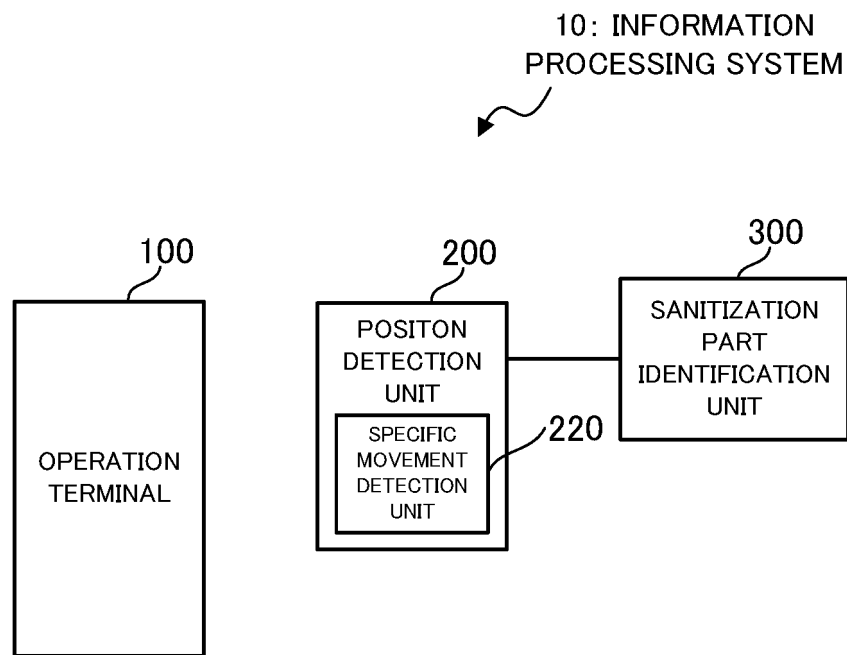 10: INFORMATION
PROCESSING SYSTEM
100
200
300
OPERATION
TERMINAL
POSITON
DETECTION
UNIT
SPECIFIC
MOVEMENT
DETECTION
UNIT
220
SANITIZATION
PART
IDENTIFICATION
UNIT